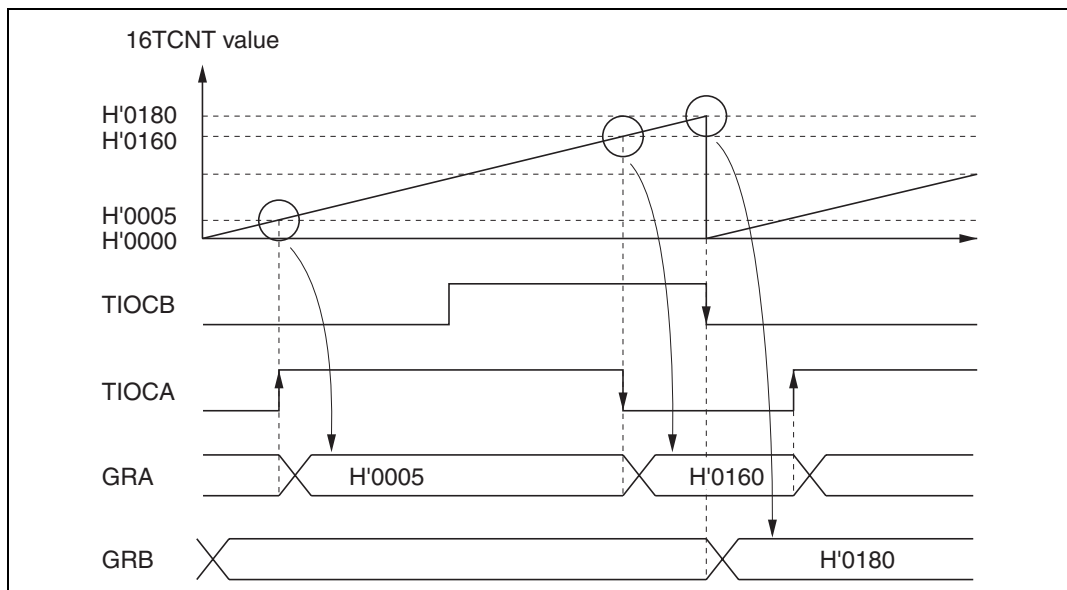 16TCNT value
H'0180
H'0160
H'0005
H'0000
TIOCB
TIOCA
GRA
H'0005
H'0160
GRB
H'0180